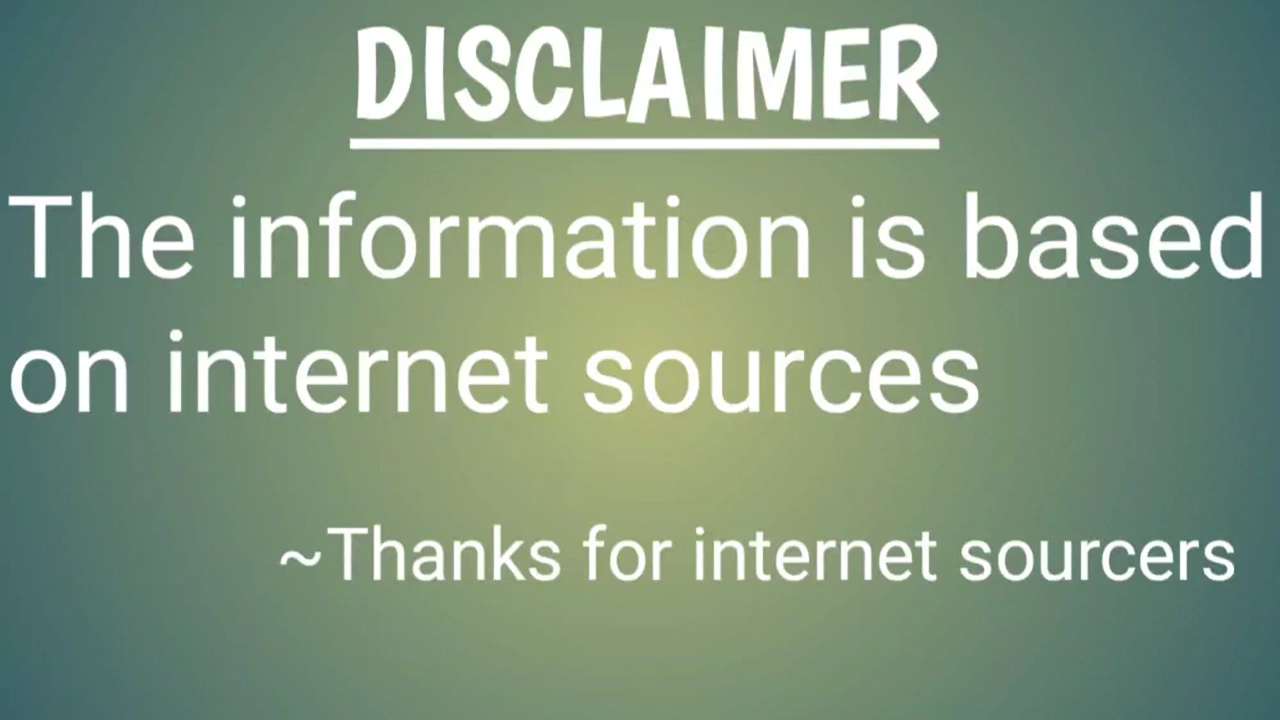 DISCLAIMER
The information is based
on internet sources
~Thanks for internet sourcers